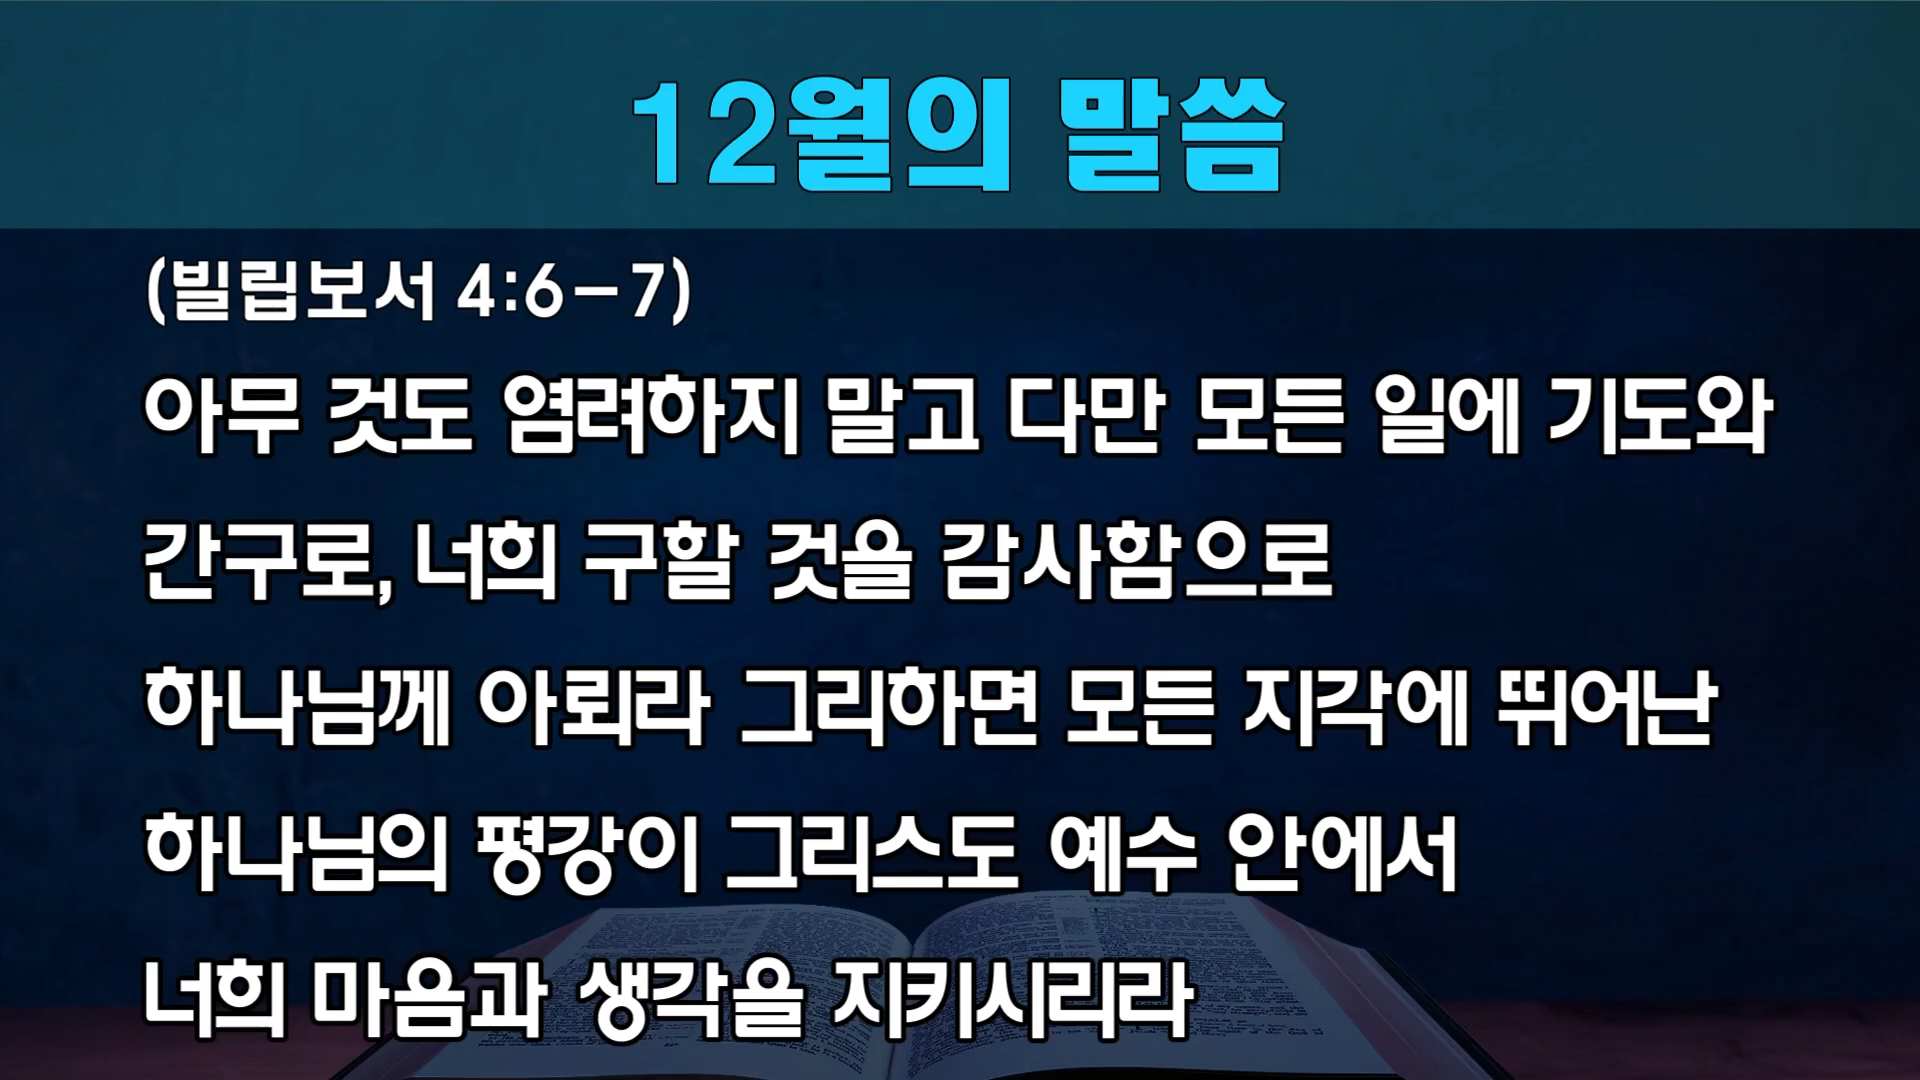 12월의 말씀
(빌립보서 4:6-7)
아무 것도 염려하지 말고 다만 모든 일에 기도와
간구로, 너희 구할 것을 감사함으로
하나님께 아뢰라 그리하면 모든 지각에 뛰어난
하나님의 평강이 그리스도 예수 안에서
너희 마음과 생각을 지키시리라